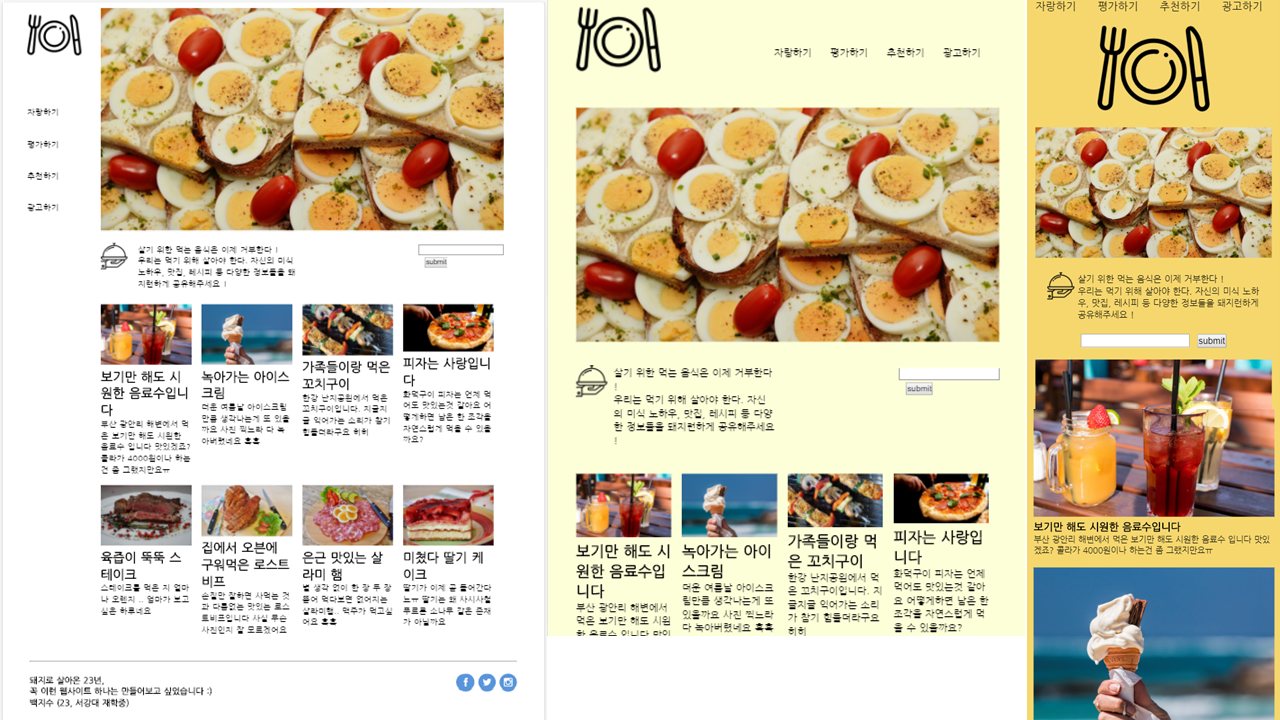 자랑하기
평가하기
추천하기
광고하기
살기 위한 먹는 음식은 이제 거부한다 !
우리는 먹기 위해 살아야 한다. 자신의 미식
노하우, 맛집, 레시피 등 다양한 정보들을 돼
지런하게 공유해주세요 !
submit
보기만 해도 시
원한 음료수입니
다
부산 광안리 해변에서 먹
은 보기만 해도 시원한
음료수 입니다 맛있겠죠?
콜라가 4000원이나 하는
건 좀 그랬지만요ㅠ
녹아가는 아이스
크림
더운 여름날 아이스크림
만큼 생각나는게 또 있을
까요 사진 찍느라 다 녹
아버렸네요 흑흑
가족들이랑 먹은
꼬치구이
한강 난지공원에서 먹은
꼬치구이입니다. 지글지
글 익어가는 소리가 참기
힘들더라구요 히히
피자는 사랑입니
다
화덕구이 피자는 언제 먹
어도 맛있는것 같아요 어
떻게하면 남은 한 조각을
자연스럽게 먹을 수 있을
까요?
육즙이 뚝뚝 스
테이크
스테이크를 먹은 지 얼마
나 오랜지 .. 엄마가 보고
싶은 하루네요
집에서 오븐에
구워먹은 로스트
비프
손질만 잘하면 사먹는 것
과 다름없는 맛있는 로스
트비프입니다 사실 무슨
사진인지 잘 모르겠어요
은근 맛있는 살
라미 햄
별 생각 없이 한 장 두 장
뜯어 먹다보면 없어지는
살라미햄.. 맥주가 먹고싶
어요 흑흑
미쳤다 딸기 케
이크
딸기가 이제 곧 들어간다
노ㅠ 딸기는 왜 사시사철
푸르른 소나무 같은 존재
가 아닐까요
돼지로 살아온 23년,
꼭 이런 웹사이트 하나는 만들어보고 싶었습니다 :)
백지수 (23, 서강대 재학중)
자랑하기 평가하기 추천하기 광고하기
살기 위한 먹는 음식은 이제 거부한다
!
우리는 먹기 위해 살아야 한다. 자신
의 미식 노하우, 맛집, 레시피 등 다양
한 정보들을 돼지런하게 공유해주세요
!
submit
보기만 해도 시
원한 음료수입
니다
부산 광안리 해변에서
먹은 보기만 해도 시원
한 음료수 입니다 맛있
녹아가는 아이
스크림
더운 여름날 아이스크
림만큼 생각나는게 또
있을까요 사진 찍느라
다 녹아버렸네요 흑흑
가족들이랑 먹
은 꼬치구이
한강 난지공원에서 먹
은 꼬치구이입니다. 지
글지글 익어가는 소리
가 참기 힘들더라구요
히히
피자는 사랑입
니다
화덕구이 피자는 언제
먹어도 맛있는것 같아
요 어떻게하면 남은 한
조각을 자연스럽게 먹
을 수 있을까요?
자랑하기 평가하기 추천하기 광고하기
살기 위한 먹는 음식은 이제 거부한다 !
우리는 먹기 위해 살아야 한다. 자신의 미식 노하
우, 맛집, 레시피 등 다양한 정보들을 돼지런하게
공유해주세요 !
submit
보기만 해도 시원한 음료수입니다
부산 광안리 해변에서 먹은 보기만 해도 시원한 음료수 입니다 맛있
겠죠? 콜라가 4000원이나 하는건 좀 그랬지만요ㅠ